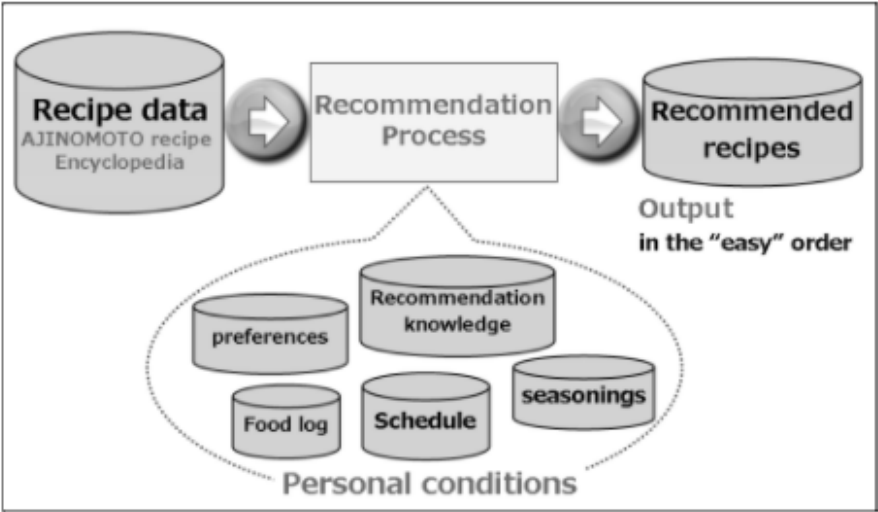 Recipe data
AJINOMOTO recipe
Encyclopedia
Recommendation
Process
Recommended
recipes
Output
in the “easy” order
Recommendation
knowledge
preferences
seasonings
Food log
Schedule
Personal conditions